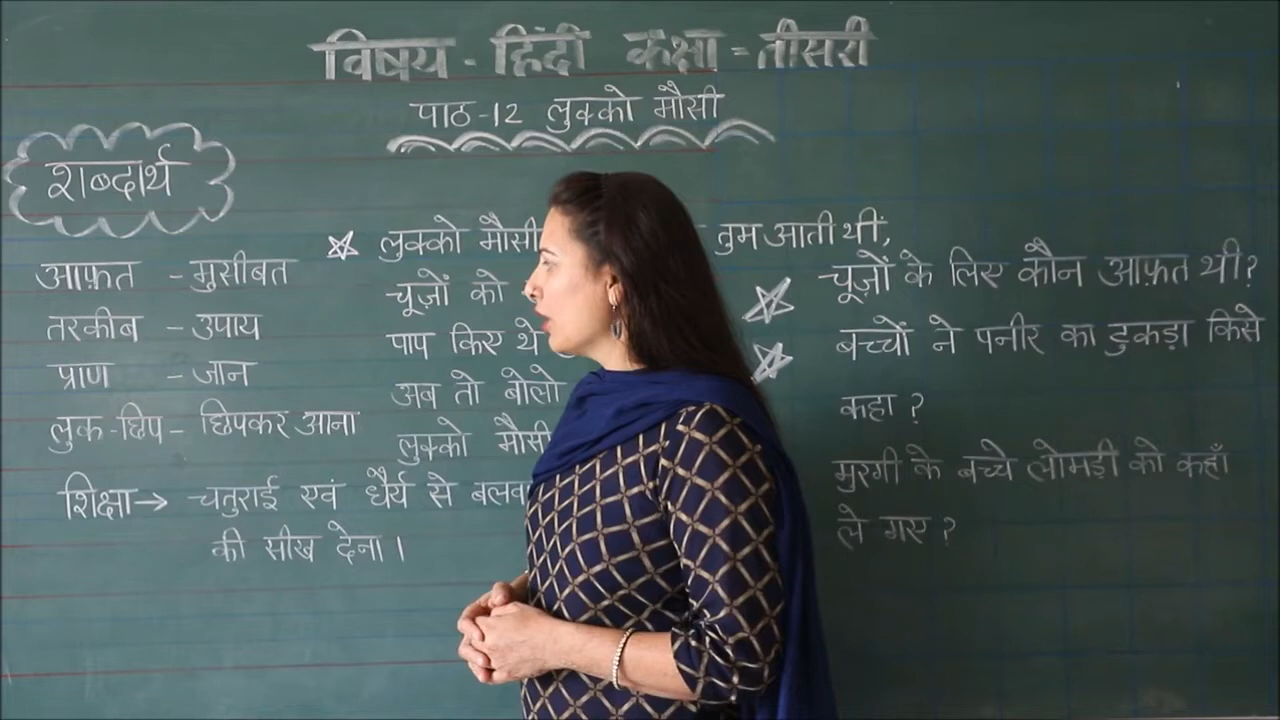 विषय - हिंदी कक्षा = तीसरी
पाठ-12 लुक्को मौसी
शब्दार्थ
आफ़त - मुसीबत
तरकीब - उपाय
प्राण - जान
लुक-छिप - छिपकर आना
शिक्षा → चतुराई एवं धैर्य से
की सीख देना।
लुक्को मौसी तुम आती थीं,
चूज़ों को
पाप किए थे
अब तो बोलो
लुक्को मौसी
चूज़ों के लिए कौन आफ़त थी?
बच्चों ने पनीर का टुकड़ा किसे
कहा ?
मुरगी के बच्चे लोमड़ी को कहाँ
ले गए ?